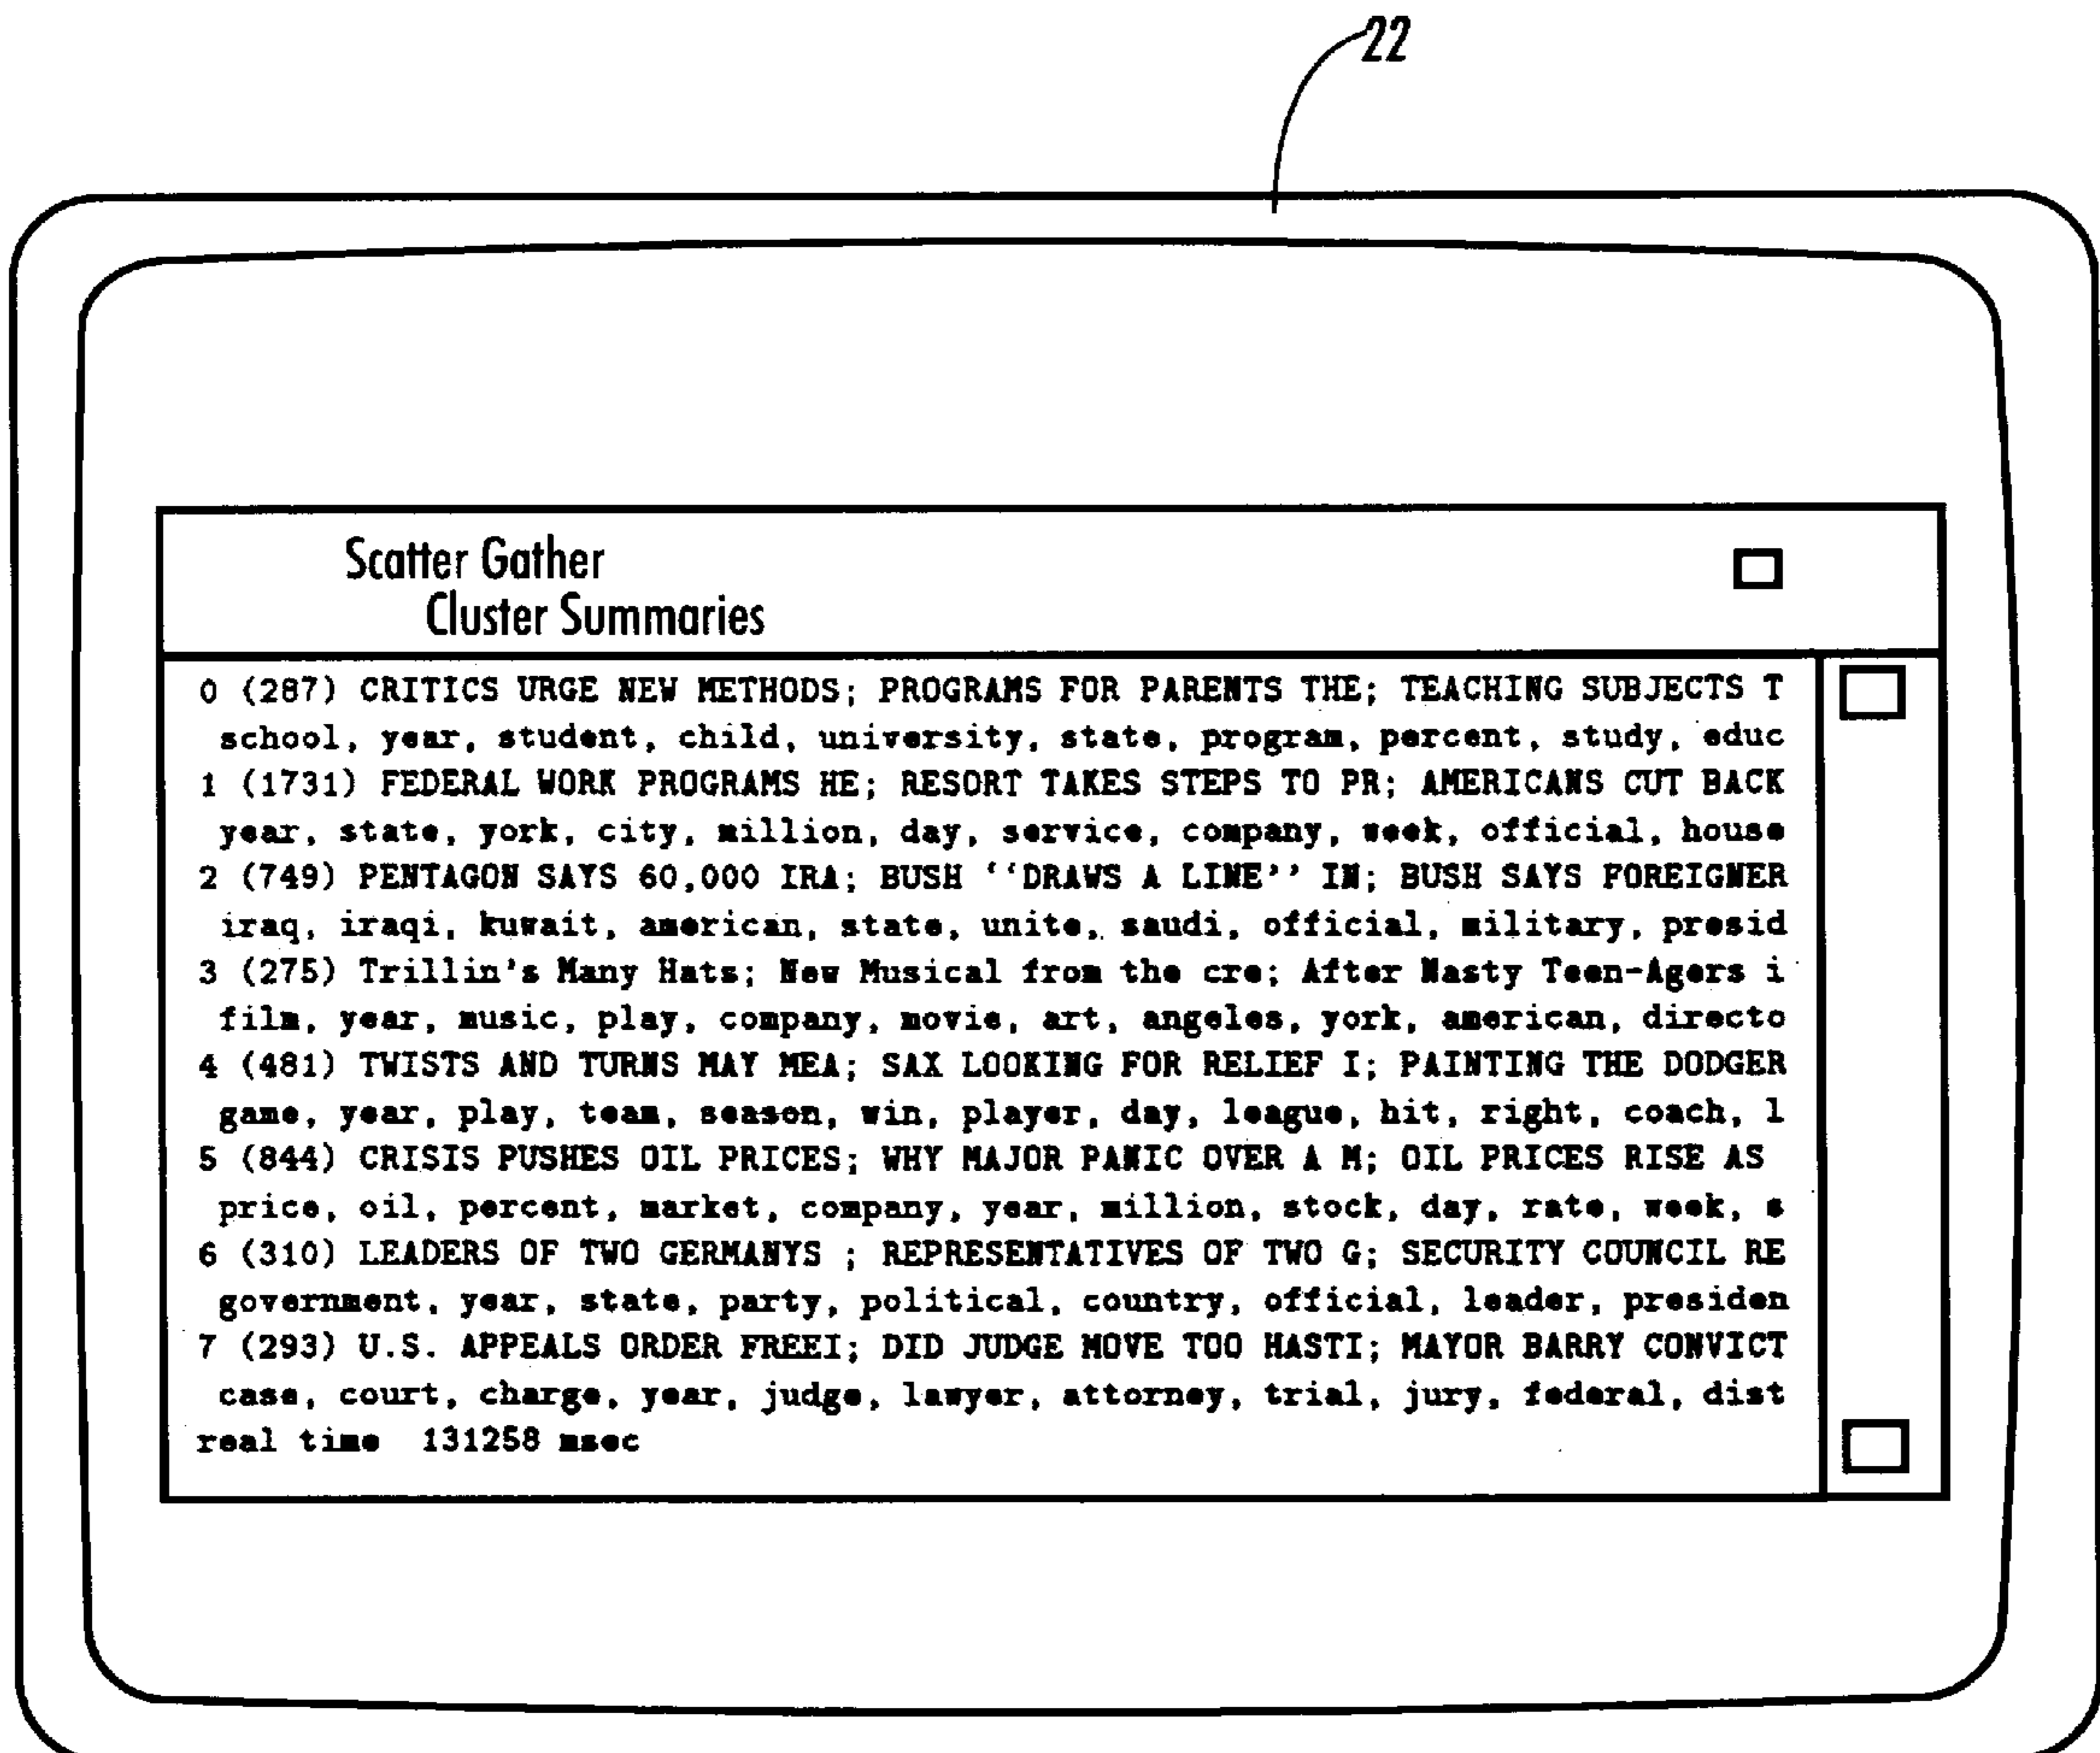 22
Scatter Gather
Cluster Summaries
0 (287) CRITICS URGE NEW METHODS; PROGRAMS FOR PARENTS THE; TEACHING SUBJECTS T
school, year, student, child, university, state, program, percent, study, educ
1 (1731) FEDERAL WORK PROGRAMS HE; RESORT TAKES STEPS TO PR; AMERICANS CUT BACK
year, state, york, city, million, day, service, company, week, official, house
2 (749) PENTAGON SAYS 60,000 IRA; BUSH ‘‘DRAWS A LINE’’ IN; BUSH SAYS FOREIGNER
iraq, iraqi, kuwait, american, state, unite, saudi, official, military, presid
3 (275) Trillin's Many Hats; New Musical from the cre; After Nasty Teen-Agers i
film, year, music, play, company, movie, art, angeles, york, american, directo
4 (481) TWISTS AND TURNS MAY MEA; SAX LOOKING FOR RELIEF I; PAINTING THE DODGER
game, year, play, team, season, win, player, day, league, hit, right, coach, l
5 (844) CRISIS PUSHES OIL PRICES; WHY MAJOR PANIC OVER A M; OIL PRICES RISE AS
price, oil, percent, market, company, year, million, stock, day, rate, week, s
6 (310) LEADERS OF TWO GERMANYS ; REPRESENTATIVES OF TWO G; SECURITY COUNCIL RE
government, year, state, party, political, country, official, leader, presiden
7 (293) U.S. APPEALS ORDER FREEI; DID JUDGE MOVE TOO HASTI; MAYOR BARRY CONVICT
case, court, charge, year, judge, lawyer, attorney, trial, jury, federal, dist
real time 131258 msec